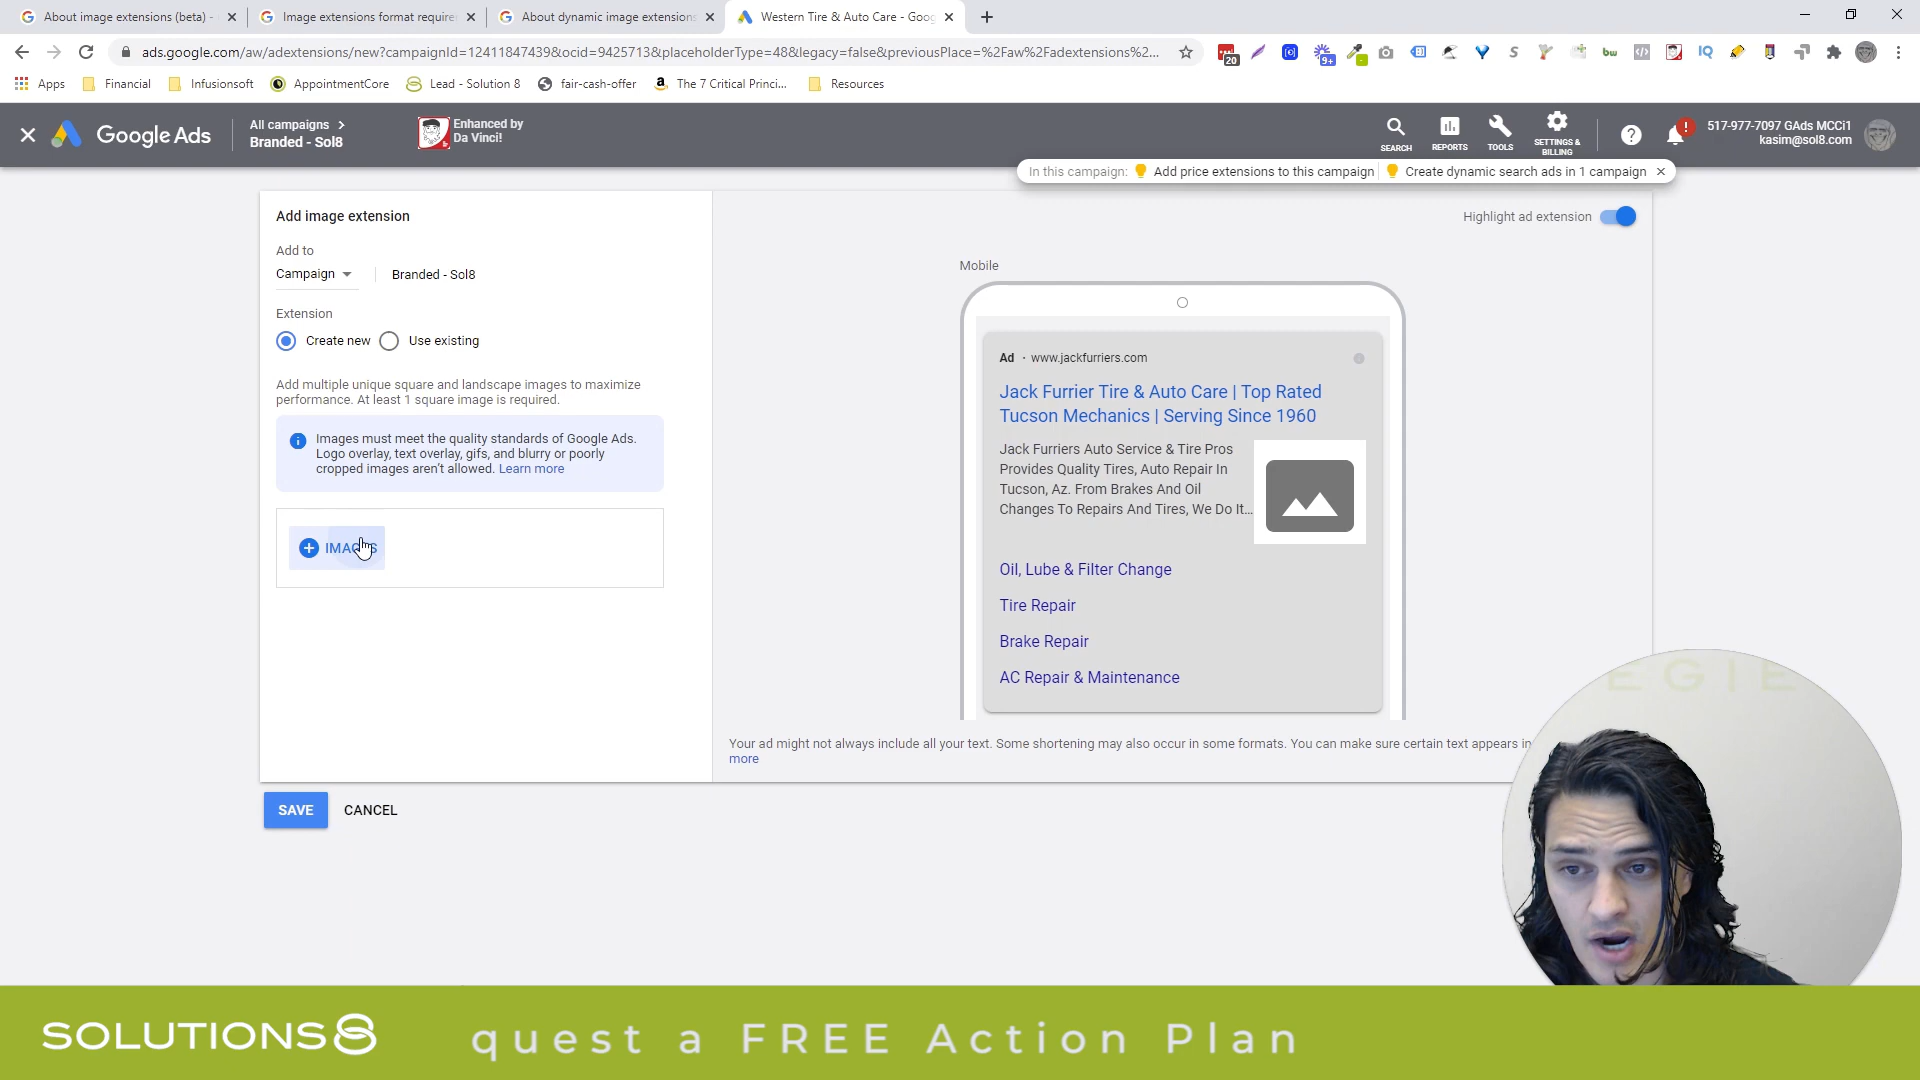 About image extensions (beta) -
Image extensions format require
About dynamic image extensions
Western Tire & Auto Care - Goog
ads.google.com/aw/adextensions/new?campaignId=12411847439&ocid=9425713&placeholderType=48&legacy=false&previousPlace=%2Faw%2Fadextensions%2...
20
9+
S
bw
IQ
Apps
Financial
Infusionsoft
AppointmentCore
Lead - Solution 8
fair-cash-offer
The 7 Critical Princi...
Resources
Google Ads
All campaigns >
Branded - Sol8
Enhanced by
Da Vinci!
SEARCH
REPORTS
TOOLS
SETTINGS &
BILLING
?
!
517-977-7097 GAds MCCi1
kasim@sol8.com
In this campaign: Add price extensions to this campaign
Create dynamic search ads in 1 campaign
Add image extension
Highlight ad extension
Add to
Campaign
Branded - Sol8
Extension
Create new
Use existing
Add multiple unique square and landscape images to maximize
performance. At least 1 square image is required.
Images must meet the quality standards of Google Ads.
Logo overlay, text overlay, gifs, and blurry or poorly
cropped images aren't allowed. Learn more
IMAGES
SAVE
CANCEL
Mobile
Ad · www.jackfurriers.com
Jack Furrier Tire & Auto Care | Top Rated
Tucson Mechanics | Serving Since 1960
Jack Furriers Auto Service & Tire Pros
Provides Quality Tires, Auto Repair In
Tucson, Az. From Brakes And Oil
Changes To Repairs And Tires, We Do It...
Oil, Lube & Filter Change
Tire Repair
Brake Repair
AC Repair & Maintenance
Your ad might not always include all your text. Some shortening may also occur in some formats. You can make sure certain text appears in
more
EGIE
SOLUTIONS8
quest a FREE Action Plan